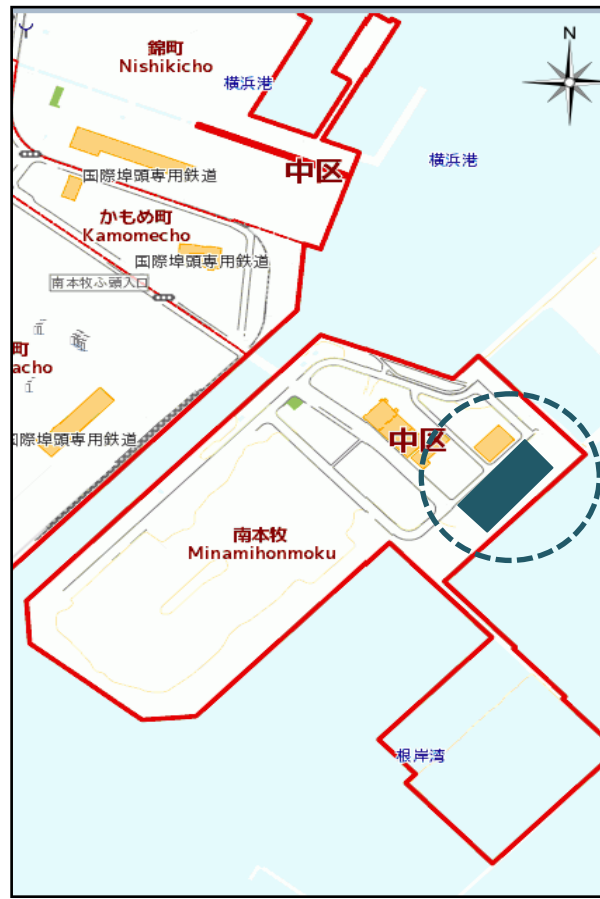 錦町
Nishikicho
横浜港
N
横浜港
中区
国際埠頭専用鉄道
かもめ町
Kamomecho
国際埠頭専用鉄道
南本牧ふ頭入口
町
acho
国際埠頭専用鉄道
中区
南本牧
Minamihonmoku
根岸湾